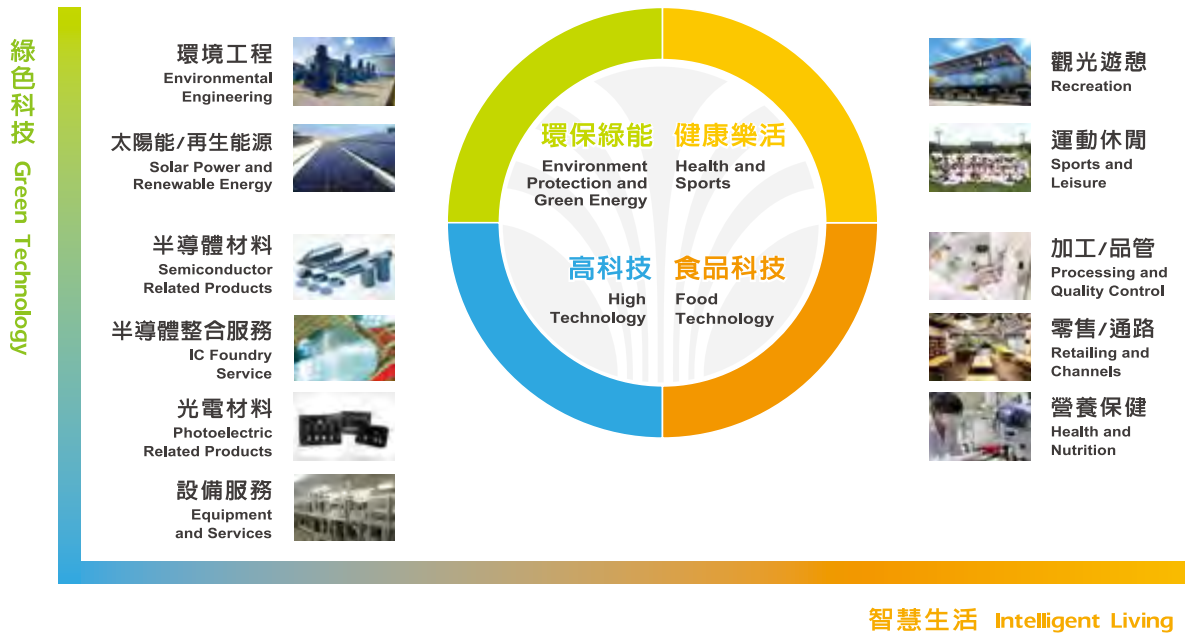 綠色科技 Green Technology
環境工程
Environmental
Engineering
太陽能/再生能源
Solar Power and
Renewable Energy
半導體材料
Semiconductor
Related Products
半導體整合服務
IC Foundry
Service
光電材料
Photoelectric
Related Products
設備服務
Equipment
and Services
環保綠能
Environment
Protection and
Green Energy
健康樂活
Health and
Sports
高科技
High
Technology
食品科技
Food
Technology
觀光遊憩
Recreation
運動休閒
Sports and
Leisure
加工/品管
Processing and
Quality Control
零售/通路
Retailing and
Channels
營養保健
Health and
Nutrition
智慧生活 Intelligent Living